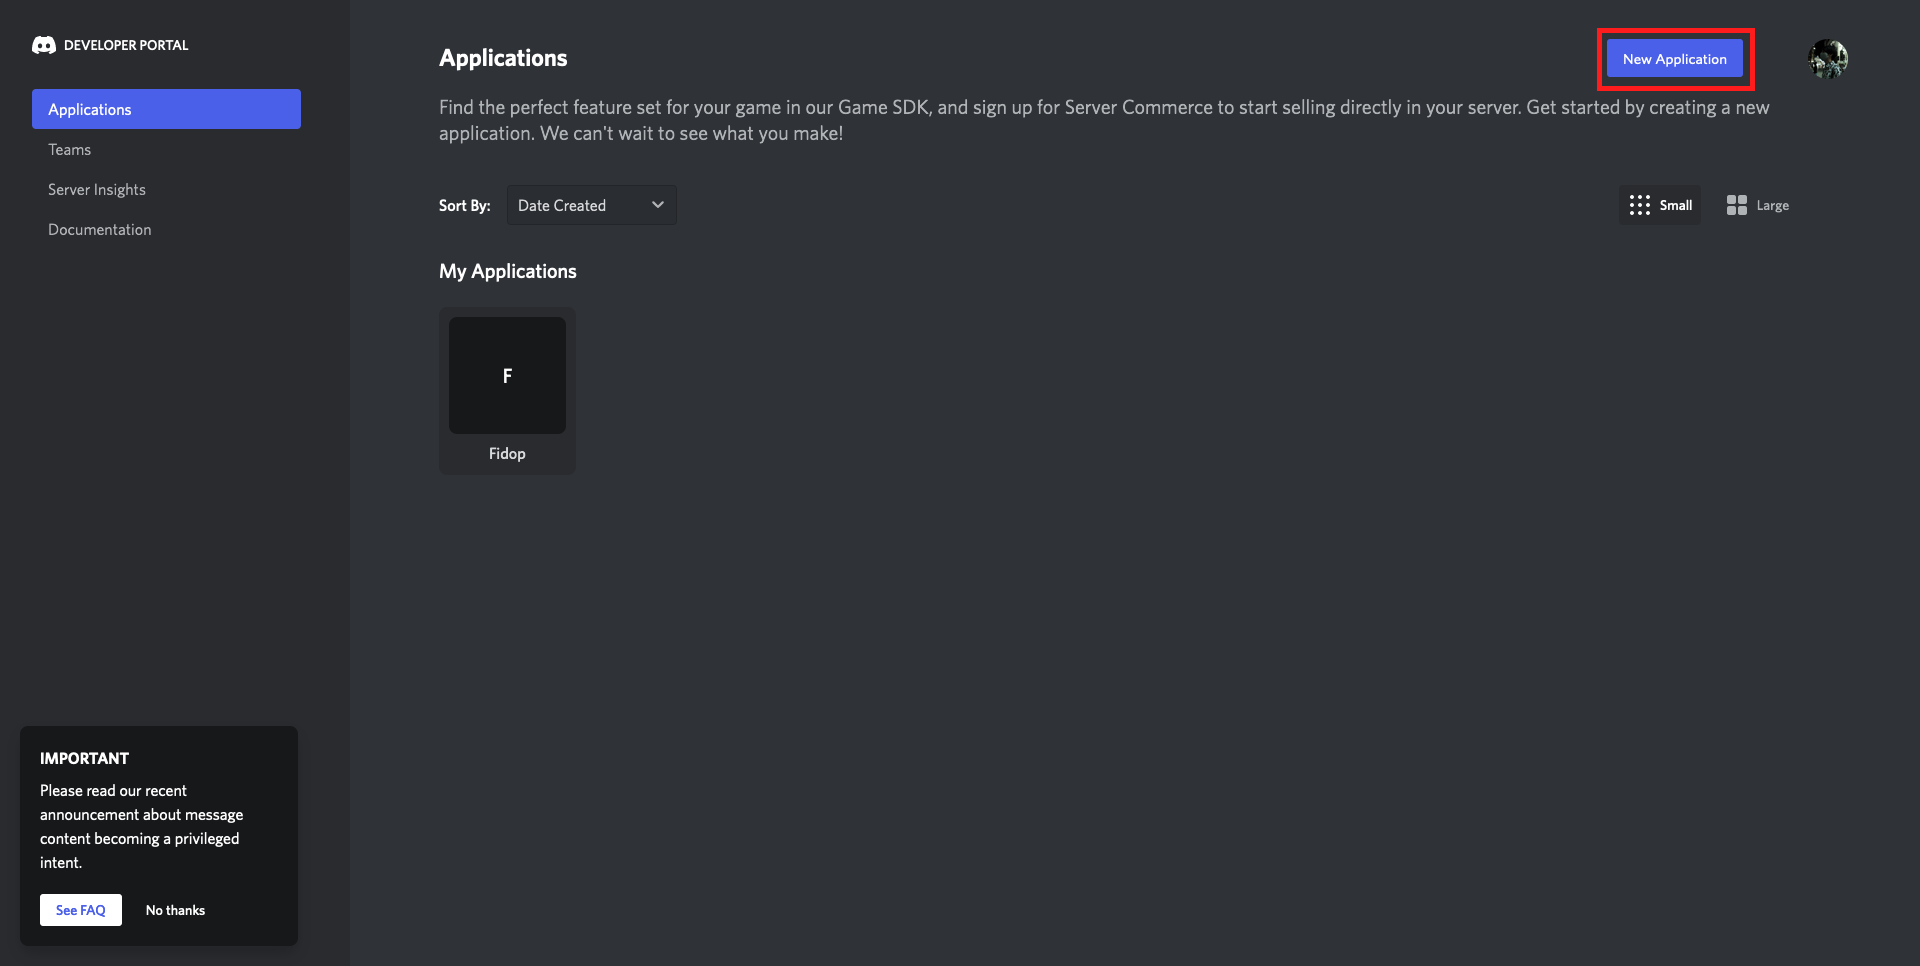 DEVELOPER PORTAL
Applications
Teams
Server Insights
Documentation
Applications
New Application
Find the perfect feature set for your game in our Game SDK, and sign up for Server Commerce to start selling directly in your server. Get started by creating a new
application. We can't wait to see what you make!
Sort By: Date Created
Small Large
My Applications
F
Fidop
IMPORTANT
Please read our recent
announcement about message
content becoming a privileged
intent.
See FAQ No thanks